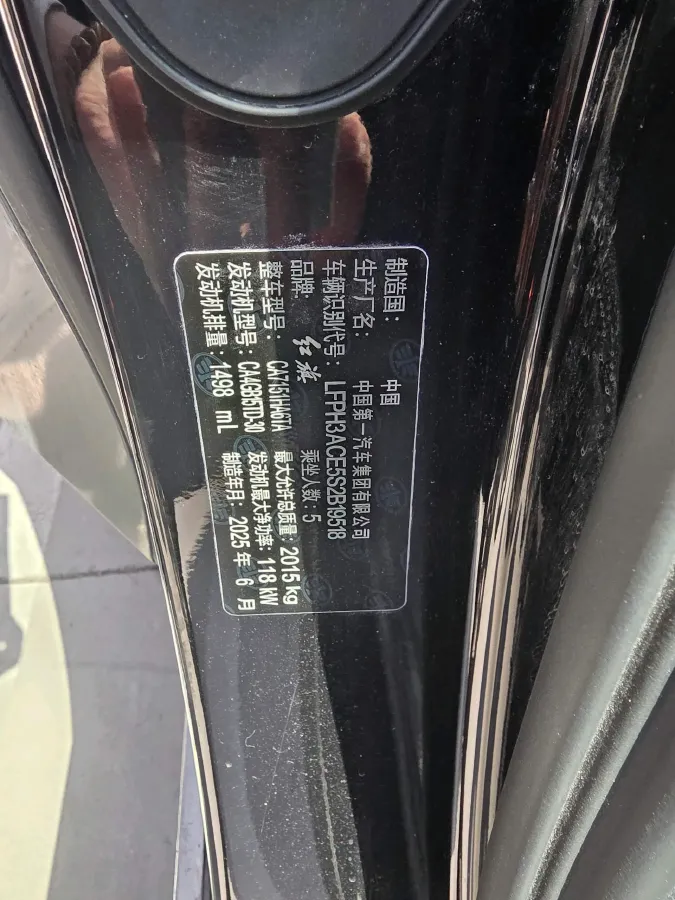 制造国： 中国
生产厂名： 中国第一汽车集团有限公司
车辆识别代号： LFPH3ACE5S2B19518
品牌： 红旗 乘坐人数：5
整车型号： CA7151HA6TA 最大允许总质量：2015 kg
发动机型号：CA4GB15TD-30 发动机最大净功率：118 kW
发动机排量：1498 mL 制造年月：2025 年 6 月